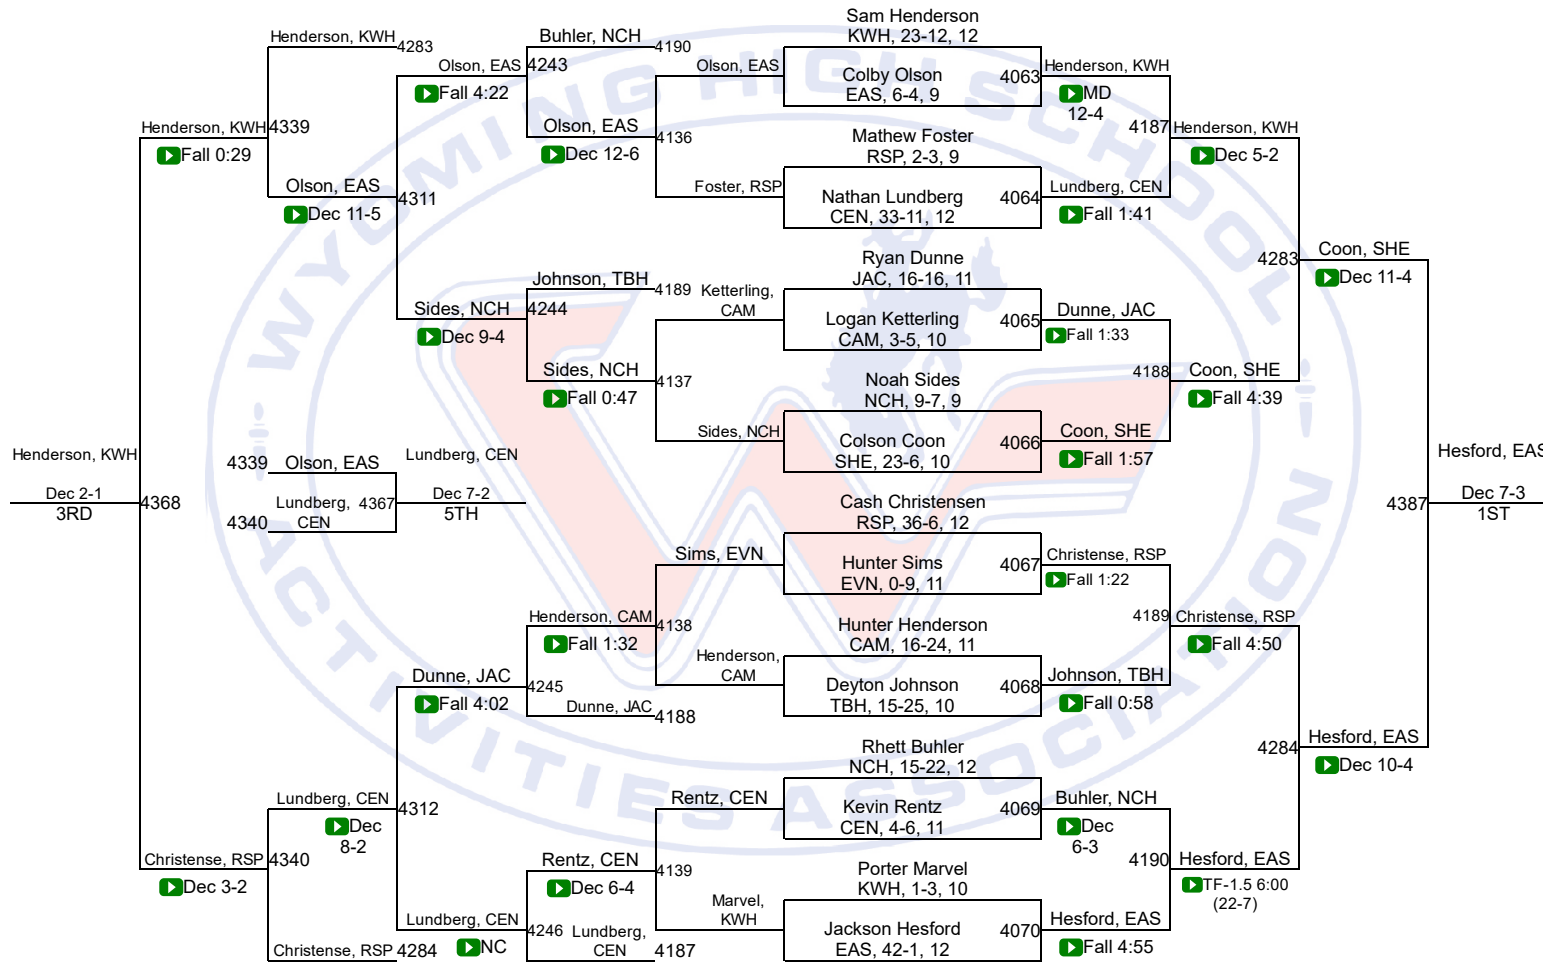 Sam Henderson
KWH, 23-12, 12
Henderson, KWH
4283
Buhler, NCH
4190
Olson, EAS
4243
Fall 4:22
Olson, EAS
Colby Olson
EAS, 6-4, 9
4063
Henderson, KWH
MD
12-4
Henderson, KWH
4339
Fall 0:29
Olson, EAS
4136
Dec 12-6
Mathew Foster
RSP, 2-3, 9
4187
Henderson, KWH
Dec 5-2
Olson, EAS
4311
Dec 11-5
Foster, RSP
Nathan Lundberg
CEN, 33-11, 12
4064
Lundberg, CEN
Fall 1:41
Ryan Dunne
JAC, 16-16, 11
4283
Coon, SHE
Dec 11-4
Johnson, TBH
4189
Ketterling,
CAM
Sides, NCH
4244
Dec 9-4
Logan Ketterling
CAM, 3-5, 10
4065
Dunne, JAC
Fall 1:33
Sides, NCH
4137
Fall 0:47
Noah Sides
NCH, 9-7, 9
4188
Coon, SHE
Fall 4:39
Sides, NCH
Colson Coon
SHE, 23-6, 10
4066
Coon, SHE
Fall 1:57
Henderson, KWH
Dec 2-1
3RD
4368
4339
Olson, EAS
Lundberg,
CEN
4340
4367
Lundberg, CEN
Dec 7-2
5TH
Cash Christensen
RSP, 36-6, 12
4387
Hesford, EAS
Dec 7-3
1ST
Sims, EVN
Hunter Sims
EVN, 0-9, 11
4067
Christense, RSP
Fall 1:22
Henderson, CAM
4138
Fall 1:32
Hunter Henderson
CAM, 16-24, 11
4189
Christense, RSP
Fall 4:50
Dunne, JAC
4245
Fall 4:02
Henderson,
CAM
Deyton Johnson
TBH, 15-25, 10
4068
Johnson, TBH
Fall 0:58
Dunne, JAC
4188
Rhett Buhler
NCH, 15-22, 12
4284
Hesford, EAS
Dec 10-4
Lundberg, CEN
4312
Dec
8-2
Rentz, CEN
Kevin Rentz
CEN, 4-6, 11
4069
Buhler, NCH
Dec
6-3
Christense, RSP
4340
Dec 3-2
Rentz, CEN
4139
Dec 6-4
Porter Marvel
KWH, 1-3, 10
4190
Hesford, EAS
TF-1.5 6:00
(22-7)
Lundberg, CEN
4246
NC
Marvel,
KWH
Jackson Hesford
EAS, 42-1, 12
4070
Hesford, EAS
Fall 4:55
Christense, RSP
4284
Lundberg,
CEN
4187
WYOMING HIGH SCHOOL
ACTIVITIES ASSOCIATION